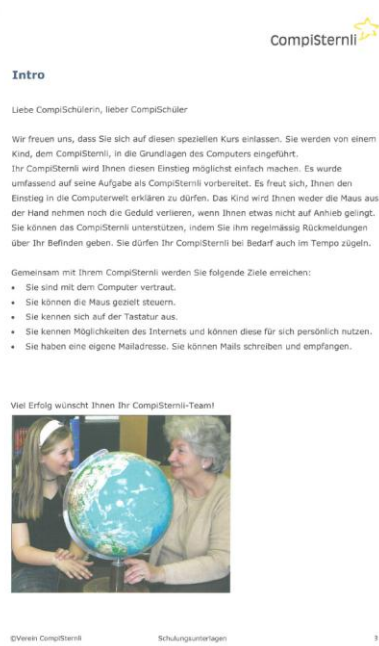 CompiSternli
Intro
Liebe CompiSchülerin, lieber CompiSchüler
Wir freuen uns, dass Sie sich auf diesen speziellen Kurs einlassen. Sie werden von einem
Kind, dem CompiSternli, in die Grundlagen des Computers eingeführt.
Ihr CompiSternli wird Ihnen diesen Einstieg möglichst einfach machen. Es wurde
umfassend auf seine Aufgabe als CompiSternli vorbereitet. Es freut sich, Ihnen den
Einstieg in die Computerwelt erklären zu dürfen. Das Kind wird Ihnen weder die Maus aus
der Hand nehmen noch die Geduld verlieren, wenn Ihnen etwas nicht auf Anhieb gelingt.
Sie können das CompiSternli unterstützen, indem Sie ihm regelmässig Rückmeldungen
über Ihr Befinden geben. Sie dürfen Ihr CompiSternli bei Bedarf auch im Tempo zügeln.
Gemeinsam mit Ihrem CompiSternli werden Sie folgende Ziele erreichen:
• Sie sind mit dem Computer vertraut.
• Sie können die Maus gezielt steuern.
• Sie kennen sich auf der Tastatur aus.
• Sie kennen Möglichkeiten des Internets und können diese für sich persönlich nutzen.
• Sie haben eine eigene Mailadresse. Sie können Mails schreiben und empfangen.
Viel Erfolg wünscht Ihnen Ihr CompiSternli-Team!
©Verein CompiSternli Schulungsunterlagen 3